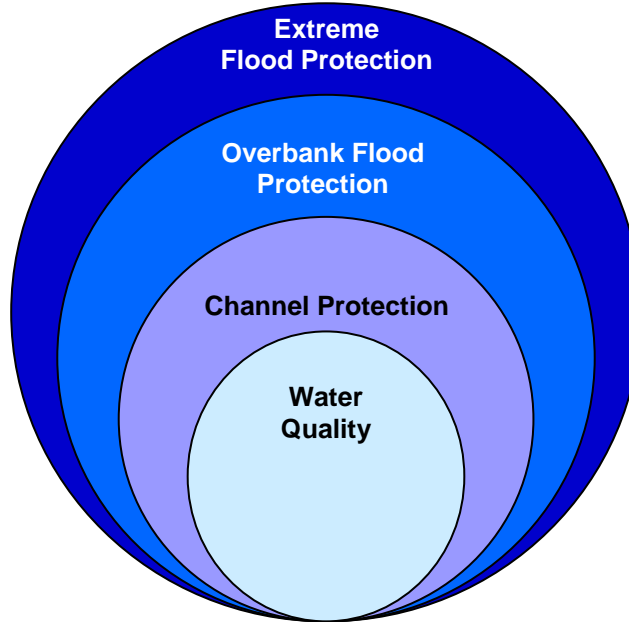 Extreme
Flood Protection
Overbank Flood
Protection
Channel Protection
Water
Quality